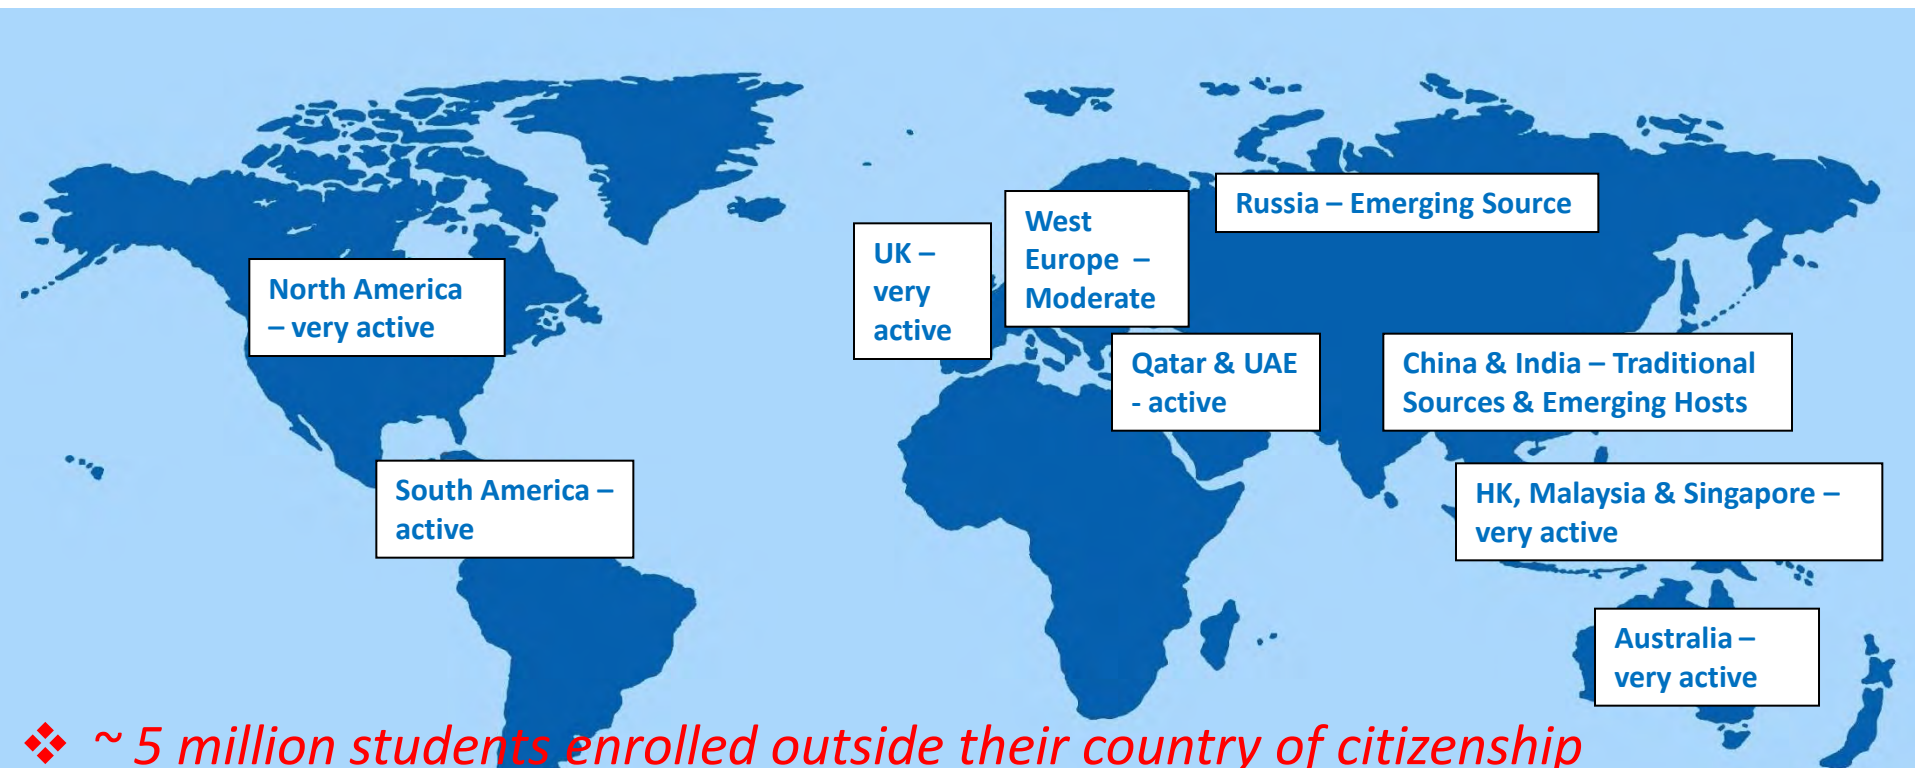 Russia – Emerging Source
West
Europe –
Moderate
UK –
very
active
North America
– very active
Qatar & UAE
- active
China & India – Traditional
Sources & Emerging Hosts
South America –
active
HK, Malaysia & Singapore –
very active
Australia –
very active
❖ ~ 5 million students enrolled outside their country of citizenship